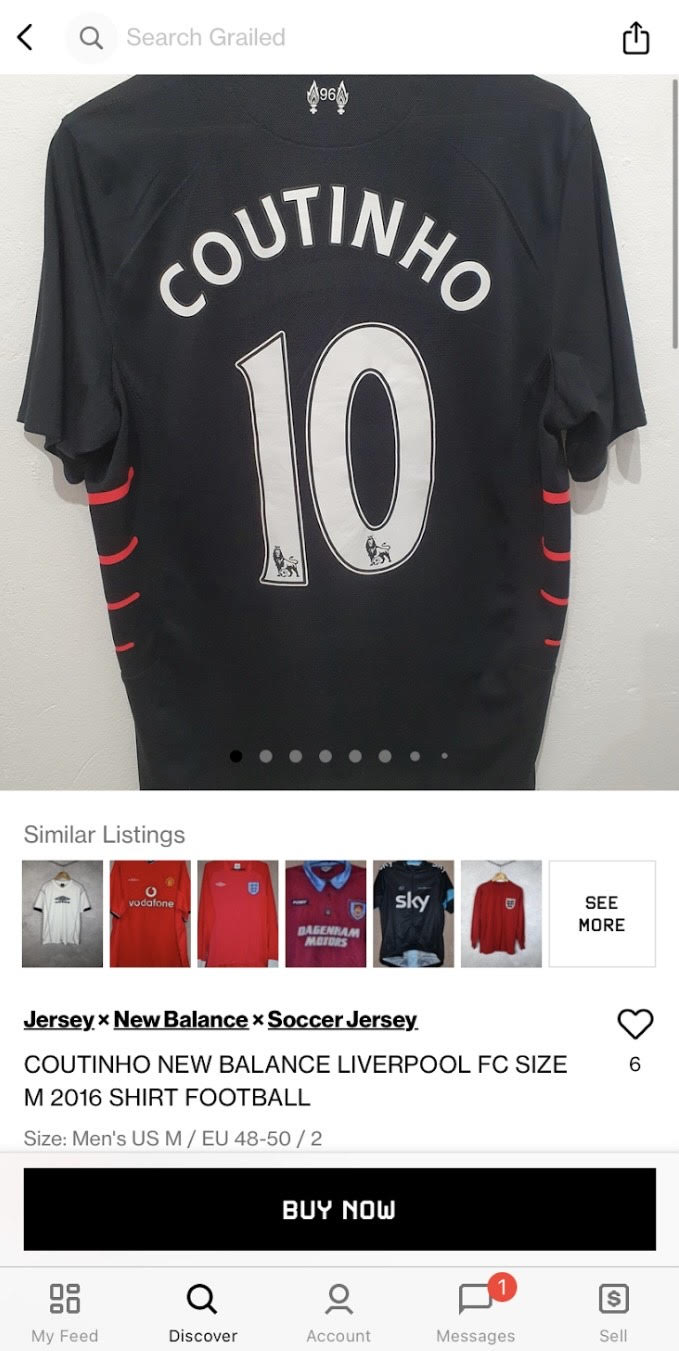 Search Grailed
96
COUTINHO
10
Similar Listings
vodafone
DAGENHAM
MOTORS
sky
SEE
MORE
Jersey × New Balance × Soccer Jersey
COUTINHO NEW BALANCE LIVERPOOL FC SIZE
M 2016 SHIRT FOOTBALL
6
Size: Men's US M / EU 48-50 / 2
BUY NOW
1
My Feed
Discover
Account
Messages
Sell